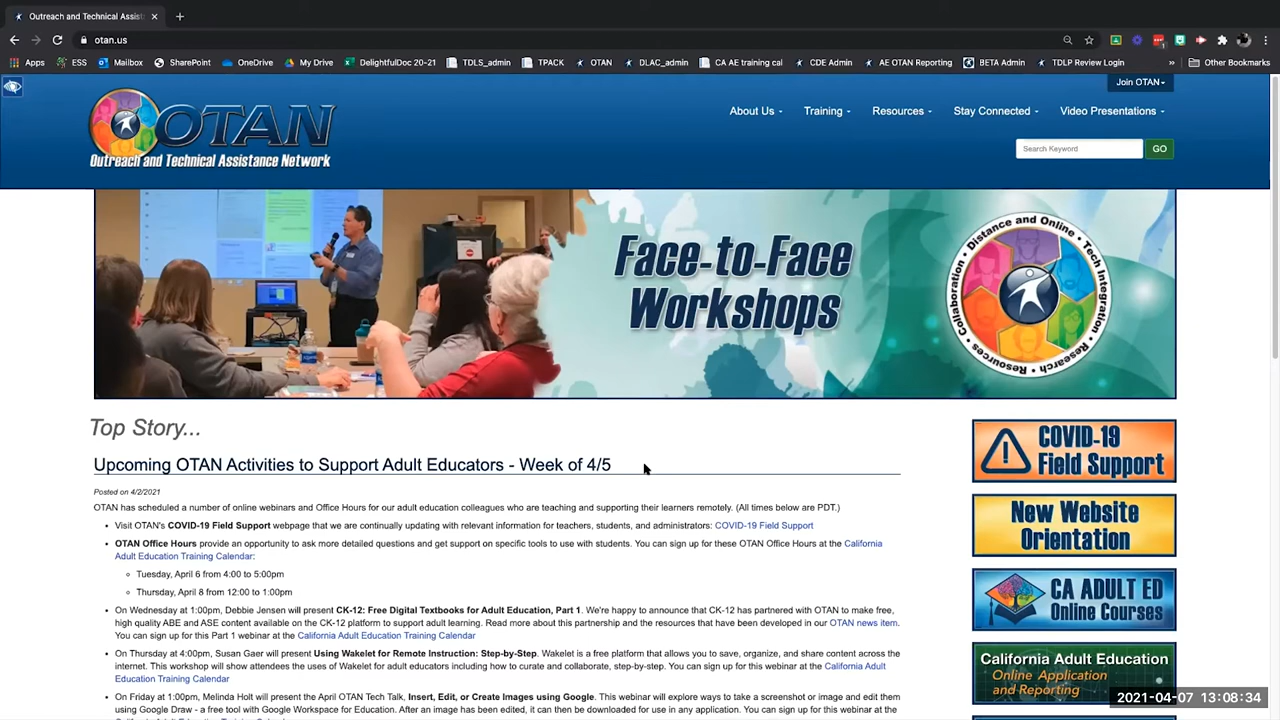 Outreach and Technical Assist
otan.us
Apps
ESS
Mailbox
SharePoint
OneDrive
My Drive
DelightfulDoc 20-21
TDLS_admin
TPACK
OTAN
DLAC_admin
CA AE training cal
CDE Admin
AE OTAN Reporting
BETA Admin
TDLP Review Login
Other Bookmarks
Join OTAN
OTAN
Outreach and Technical Assistance Network
About Us
Training
Resources
Stay Connected
Video Presentations
Search Keyword
GO
Face-to-Face
Workshops
Distance and Online • Tech Integration • Research • Resources • Collaboration •
Top Story...
Upcoming OTAN Activities to Support Adult Educators - Week of 4/5
Posted on 4/2/2021
OTAN has scheduled a number of online webinars and Office Hours for our adult education colleagues who are teaching and supporting their learners remotely. (All times below are PDT.)
• Visit OTAN's COVID-19 Field Support webpage that we are continually updating with relevant information for teachers, students, and administrators: COVID-19 Field Support
• OTAN Office Hours provide an opportunity to ask more detailed questions and get support on specific tools to use with students. You can sign up for these OTAN Office Hours at the California
Adult Education Training Calendar:
Tuesday, April 6 from 4:00 to 5:00pm
Thursday, April 8 from 12:00 to 1:00pm
• On Wednesday at 1:00pm, Debbie Jensen will present CK-12: Free Digital Textbooks for Adult Education, Part 1. We're happy to announce that CK-12 has partnered with OTAN to make free,
high quality ABE and ASE content available on the CK-12 platform to support adult learning. Read more about this partnership and the resources that have been developed in our OTAN news item.
You can sign up for this Part 1 webinar at the California Adult Education Training Calendar
• On Thursday at 4:00pm, Susan Gaer will present Using Wakelet for Remote Instruction: Step-by-Step. Wakelet is a free platform that allows you to save, organize, and share content across the
internet. This workshop will show attendees the uses of Wakelet for adult educators including how to curate and collaborate, step-by-step. You can sign up for this webinar at the California Adult
Education Training Calendar
• On Friday at 1:00pm, Melinda Holt will present the April OTAN Tech Talk, Insert, Edit, or Create Images using Google. This webinar will explore ways to take a screenshot or image and edit them
using Google Draw - a free tool with Google Workspace for Education. After an image has been edited, it can then be downloaded for use in any application. You can sign up for this webinar at the
COVID-19
Field Support
New Website
Orientation
CA ADULT ED
Online Courses
California Adult Education
Online Application
and Reporting
2021-04-07 13:08:34